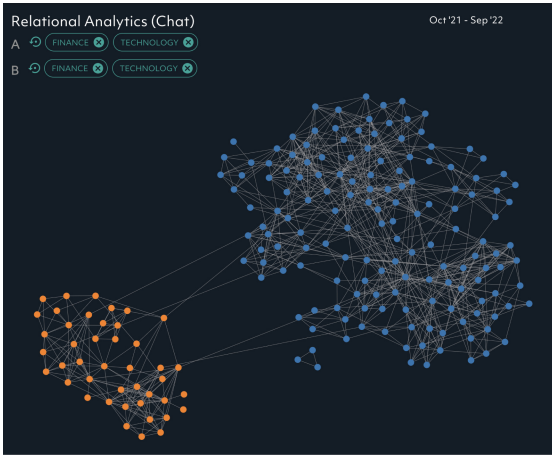 Relational Analytics (Chat)
Oct '21 - Sep '22
A FINANCE TECHNOLOGY
B FINANCE TECHNOLOGY